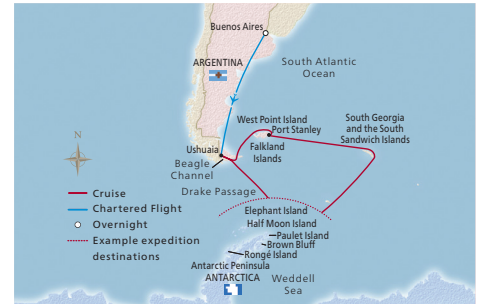 Buenos Aires
ARGENTINA
South Atlantic
Ocean
West Point Island
Port Stanley
South Georgia
and the South
Sandwich Islands
N
Ushuaia
Falkland
Islands
Beagle
Channel
Drake Passage
Cruise
Chartered Flight
Overnight
Example expedition
destinations
Elephant Island
Half Moon Island
Paulet Island
Brown Bluff
Rongé Island
Antarctic Peninsula
ANTARCTICA
Weddell
Sea